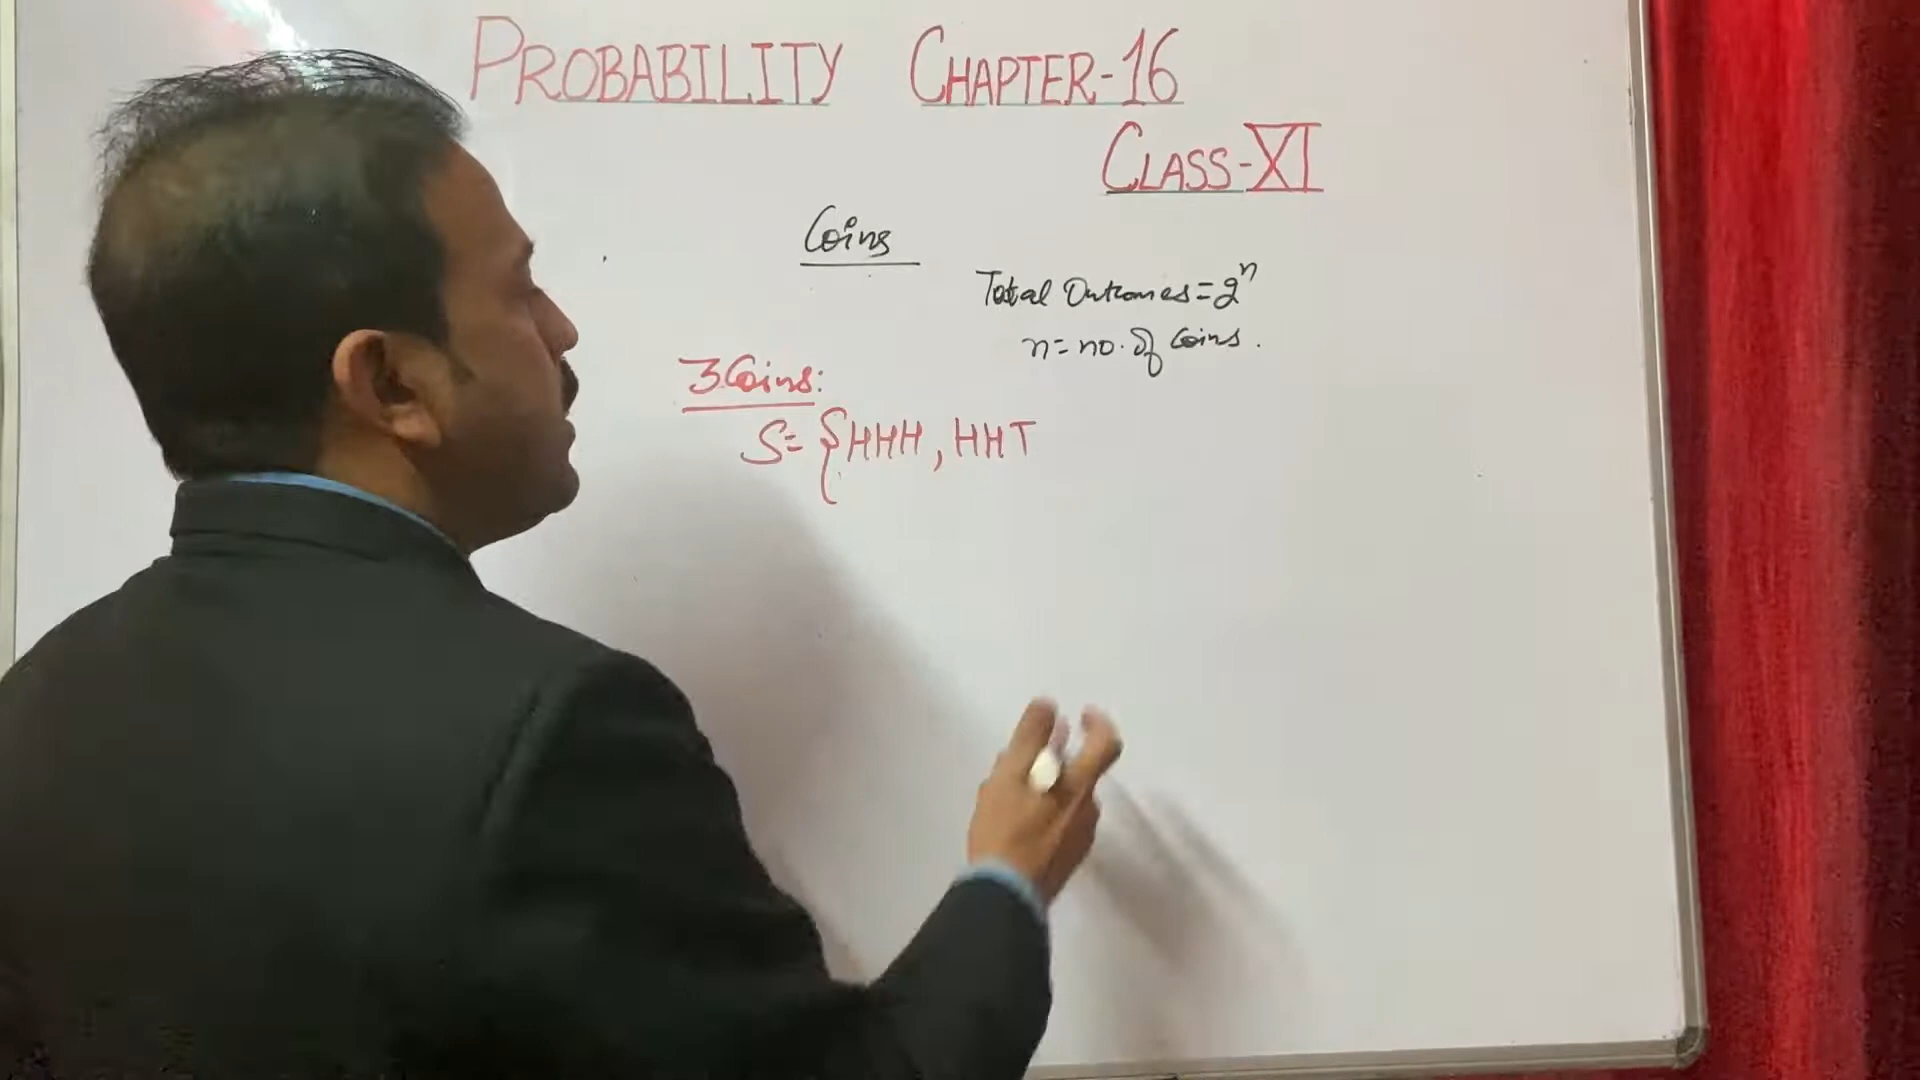 PROBABILITY CHAPTER-16
CLASS-XI
Coins
Total Outcomes = 2ⁿ
n = no. of Coins.
3 Coins:
S = {HHH, HHT